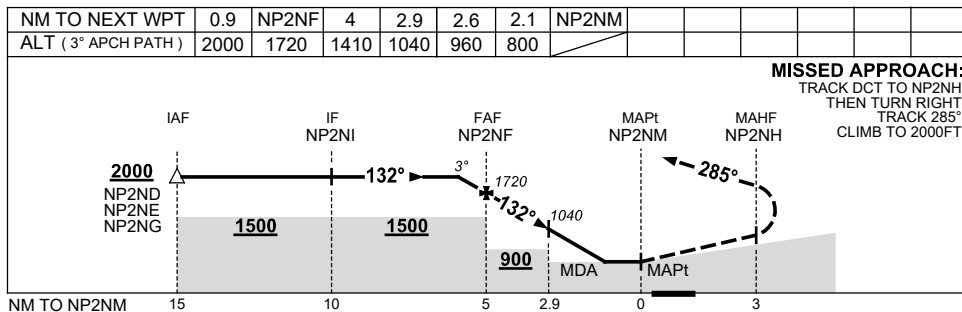 NM TO NEXT WPT 0.9 NP2NF 4 2.9 2.6 2.1 NP2NM
ALT ( 3° APCH PATH ) 2000 1720 1410 1040 960 800
MISSED APPROACH:
TRACK DCT TO NP2NH
THEN TURN RIGHT
TRACK 285°
CLIMB TO 2000FT
IAF IF FAF MAPt MAHF
NP2NI NP2NF NP2NM NP2NH
2000 132° 3° 1720 285°
NP2ND
NP2NE
NP2NG
132° 1040
1500 1500
900 MDA MAPt
NM TO NP2NM 15 10 5 2.9 0 3